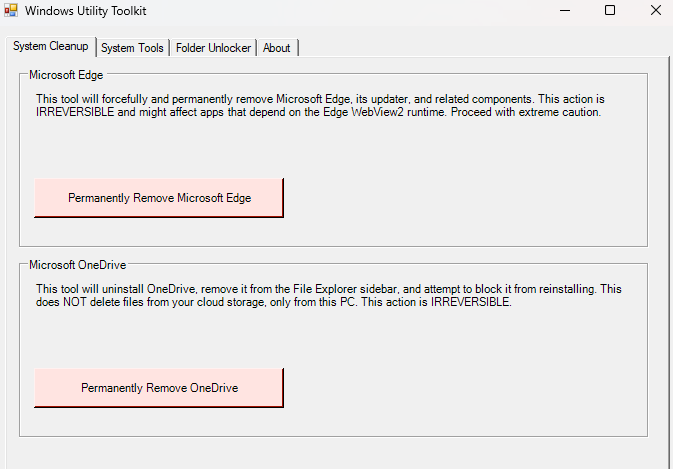 Windows Utility Toolkit
System Cleanup
System Tools
Folder Unlocker
About
Microsoft Edge
This tool will forcefully and permanently remove Microsoft Edge, its updater, and related components. This action is
IRREVERSIBLE and might affect apps that depend on the Edge WebView2 runtime. Proceed with extreme caution.
Permanently Remove Microsoft Edge
Microsoft OneDrive
This tool will uninstall OneDrive, remove it from the File Explorer sidebar, and attempt to block it from reinstalling. This
does NOT delete files from your cloud storage, only from this PC. This action is IRREVERSIBLE.
Permanently Remove OneDrive